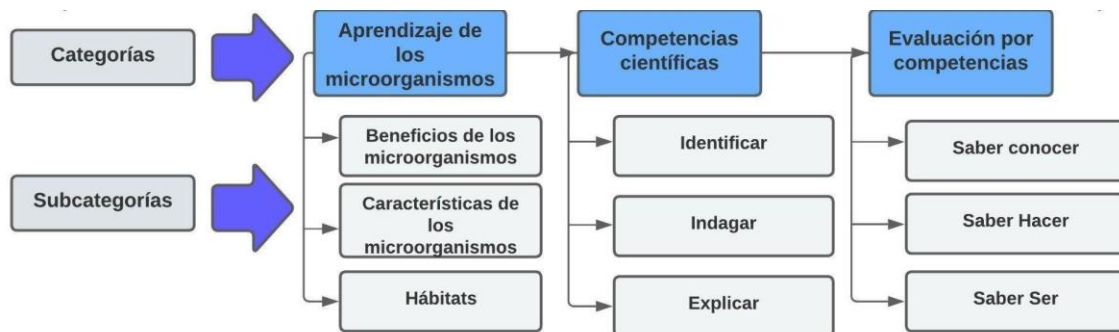 Categorías
Aprendizaje de
los
microorganismos
Competencias
científicas
Evaluación por
competencias
Subcategorías
Beneficios de los
microorganismos
Características de
los
microorganismos
Hábitats
Identificar
Indagar
Explicar
Saber conocer
Saber Hacer
Saber Ser